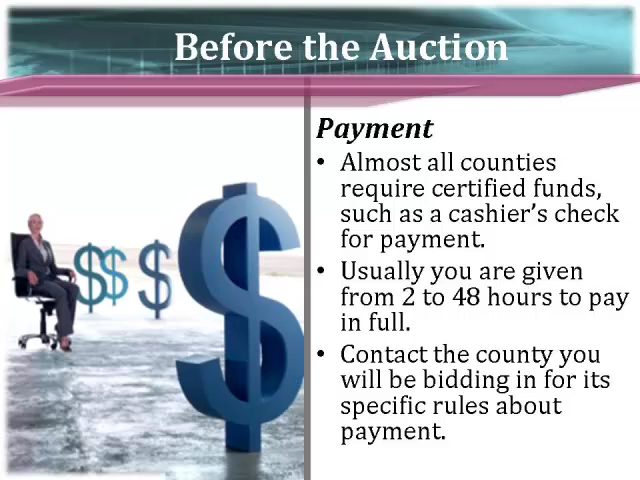 Before the Auction
Payment
• Almost all counties
require certified funds,
such as a cashier’s check
for payment.
• Usually you are given
from 2 to 48 hours to pay
in full.
• Contact the county you
will be bidding in for its
specific rules about
payment.
$$ $ $